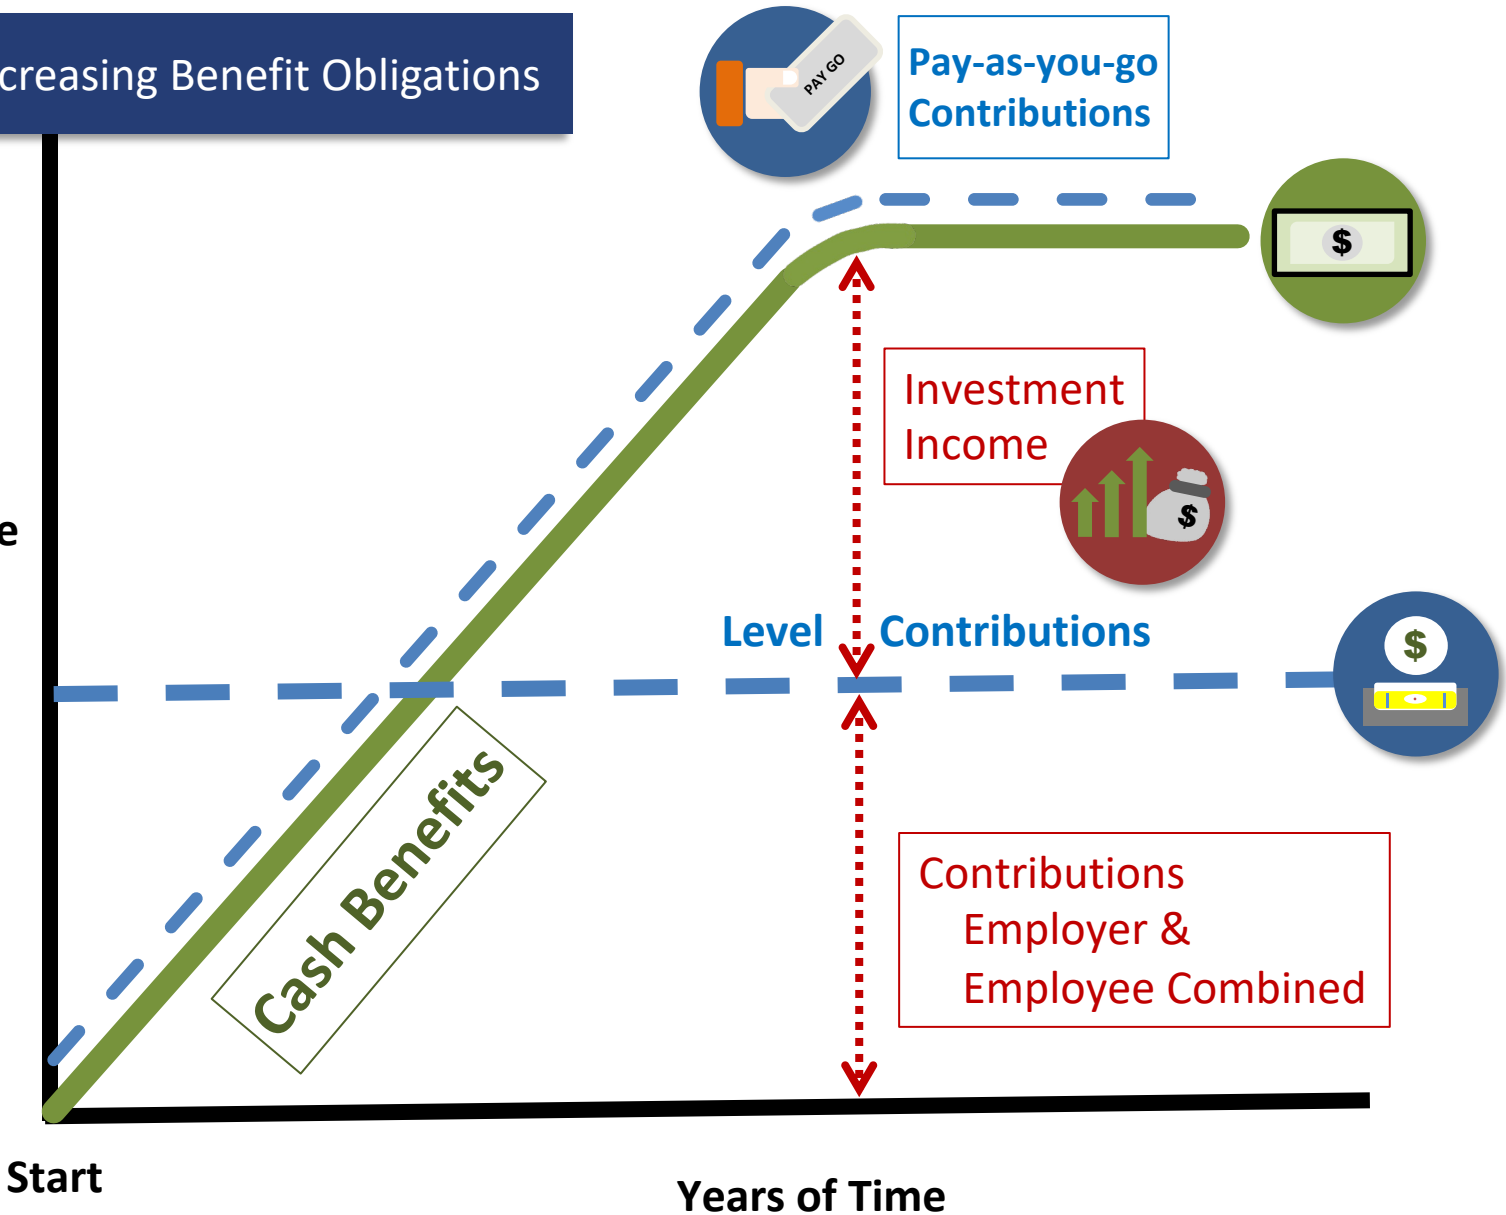 creasing Benefit Obligations
PAY GO
Pay-as-you-go
Contributions
$
Investment
Income
$
e
Level Contributions
$
Cash Benefits
Contributions
Employer &
Employee Combined
Start
Years of Time